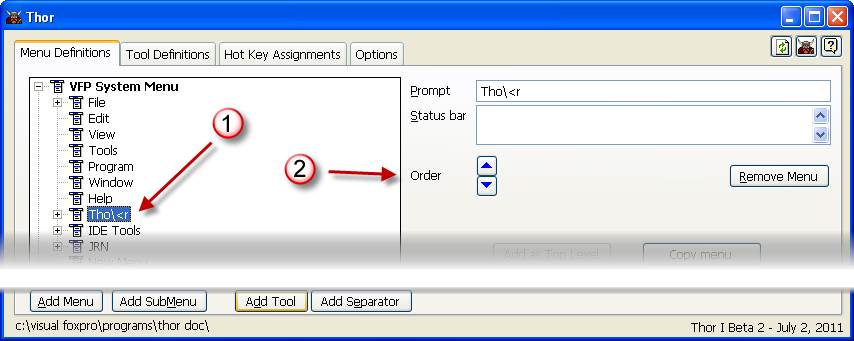 Thor
Menu Definitions Tool Definitions Hot Key Assignments Options
VFP System Menu
File
Edit
View
Tools
Program
Window
Help
Tho\<r
IDE Tools
JRN
New Menu
1
2
Prompt Tho\<r
Status bar
Order
Remove Menu
Add as Top Level Copy menu
Add Menu Add SubMenu Add Tool Add Separator
c:\visual foxpro\programs\thor doc\ Thor I Beta 2 - July 2, 2011